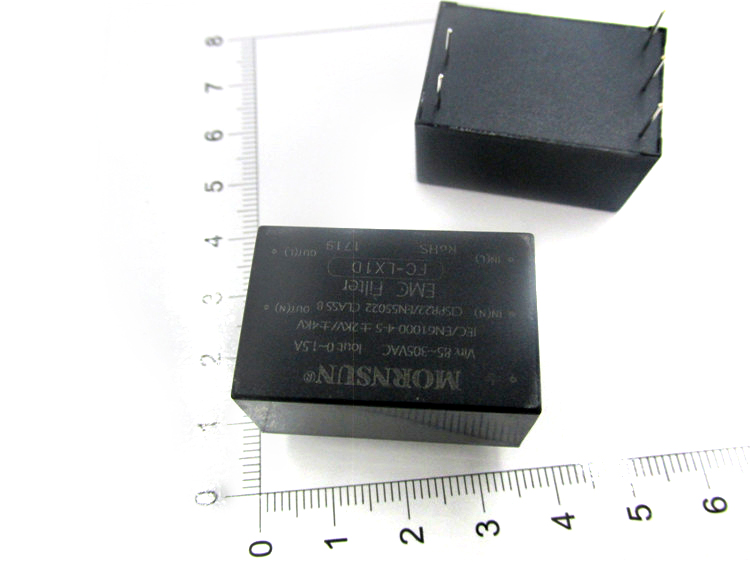 MORNSUN®
Vin: 85~305VAC Iout: 0~1.5A
IEC/EN61000-4-5 ±2KV/±4KV
CISPR22/EN55022 CLASS B
IN(N) OUT(N)
EMC Filter
FC-LX1D
IN(L) OUT(L)
RoHS 1719
8
7
6
5
4
3
2
1
0
0 1 2 3 4 5 6